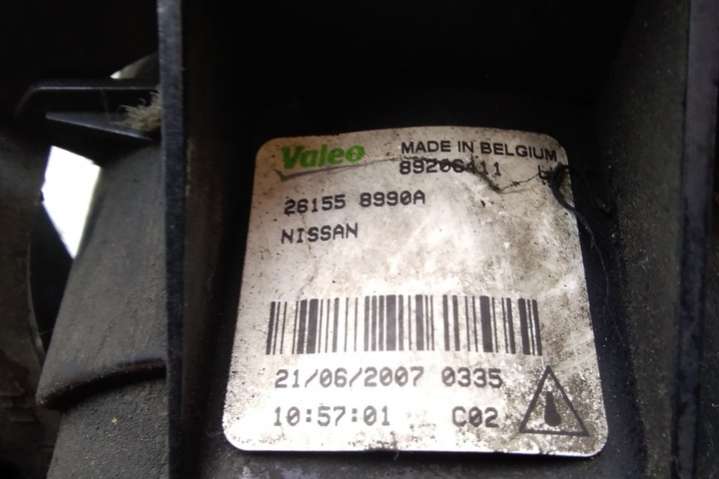 Valeo MADE IN BELGIUM
89206411
26155 8990A
NISSAN
21/06/2007 0335
10:57:01 C02